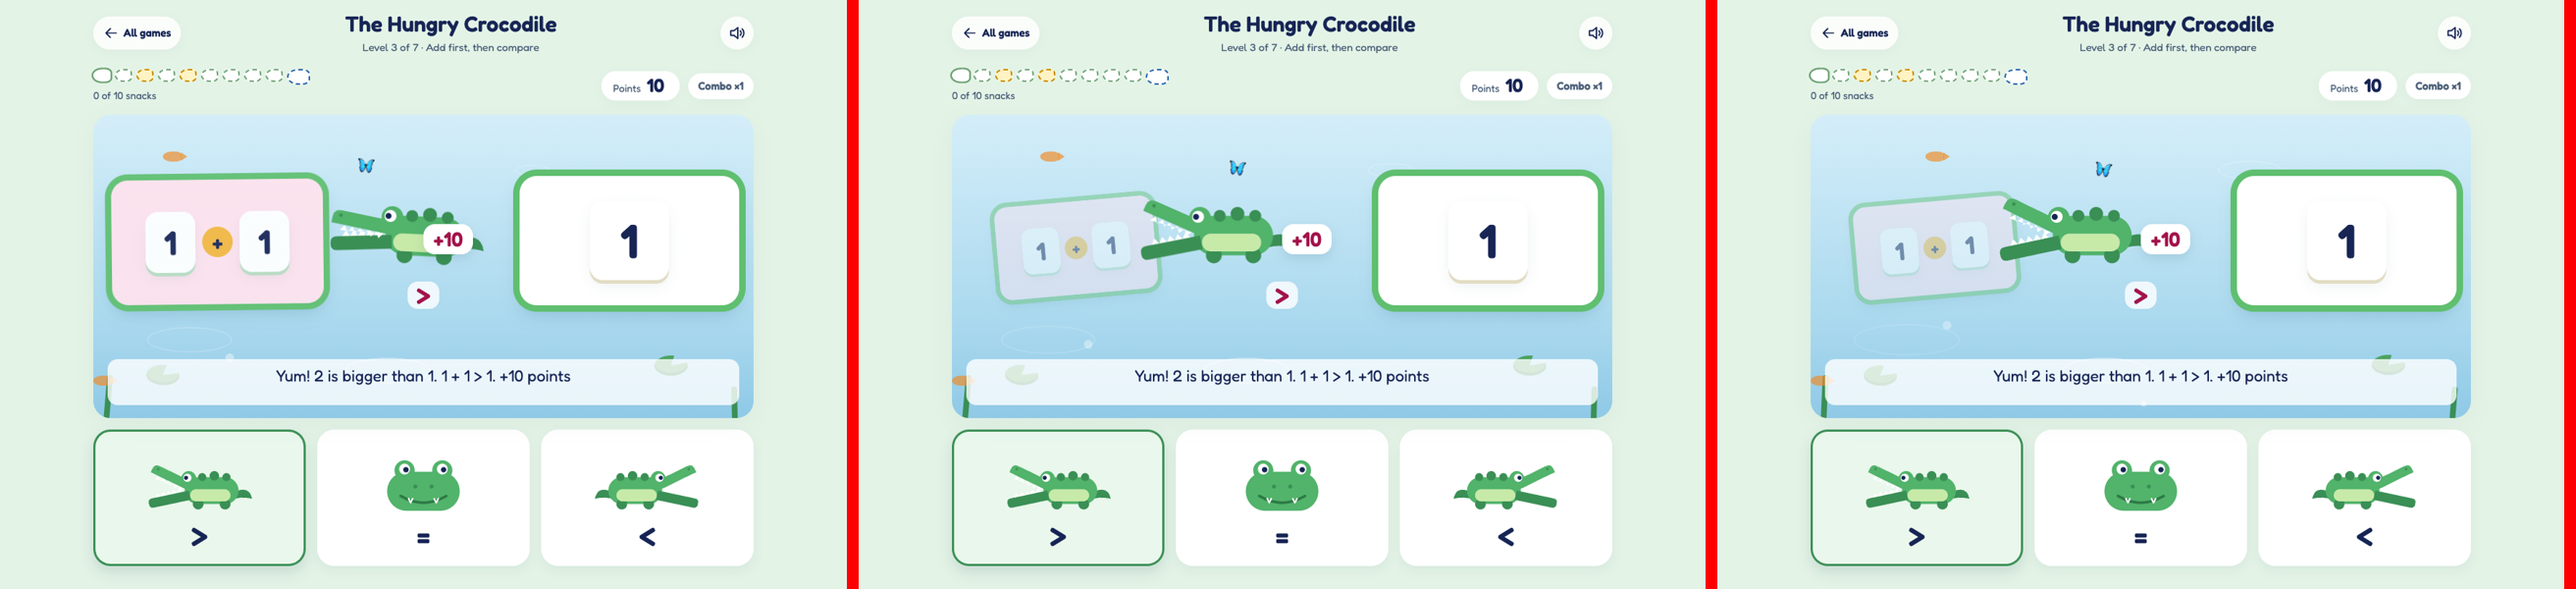 All games
The Hungry Crocodile
Level 3 of 7 · Add first, then compare
0 of 10 snacks
Points 10
Combo ×1
1 + 1
+10
>
1
Yum! 2 is bigger than 1. 1 + 1 > 1. +10 points
>
=
<
All games
The Hungry Crocodile
Level 3 of 7 · Add first, then compare
0 of 10 snacks
Points 10
Combo ×1
1 + 1
+10
>
1
Yum! 2 is bigger than 1. 1 + 1 > 1. +10 points
>
=
<
All games
The Hungry Crocodile
Level 3 of 7 · Add first, then compare
0 of 10 snacks
Points 10
Combo ×1
1 + 1
+10
>
1
Yum! 2 is bigger than 1. 1 + 1 > 1. +10 points
>
=
<